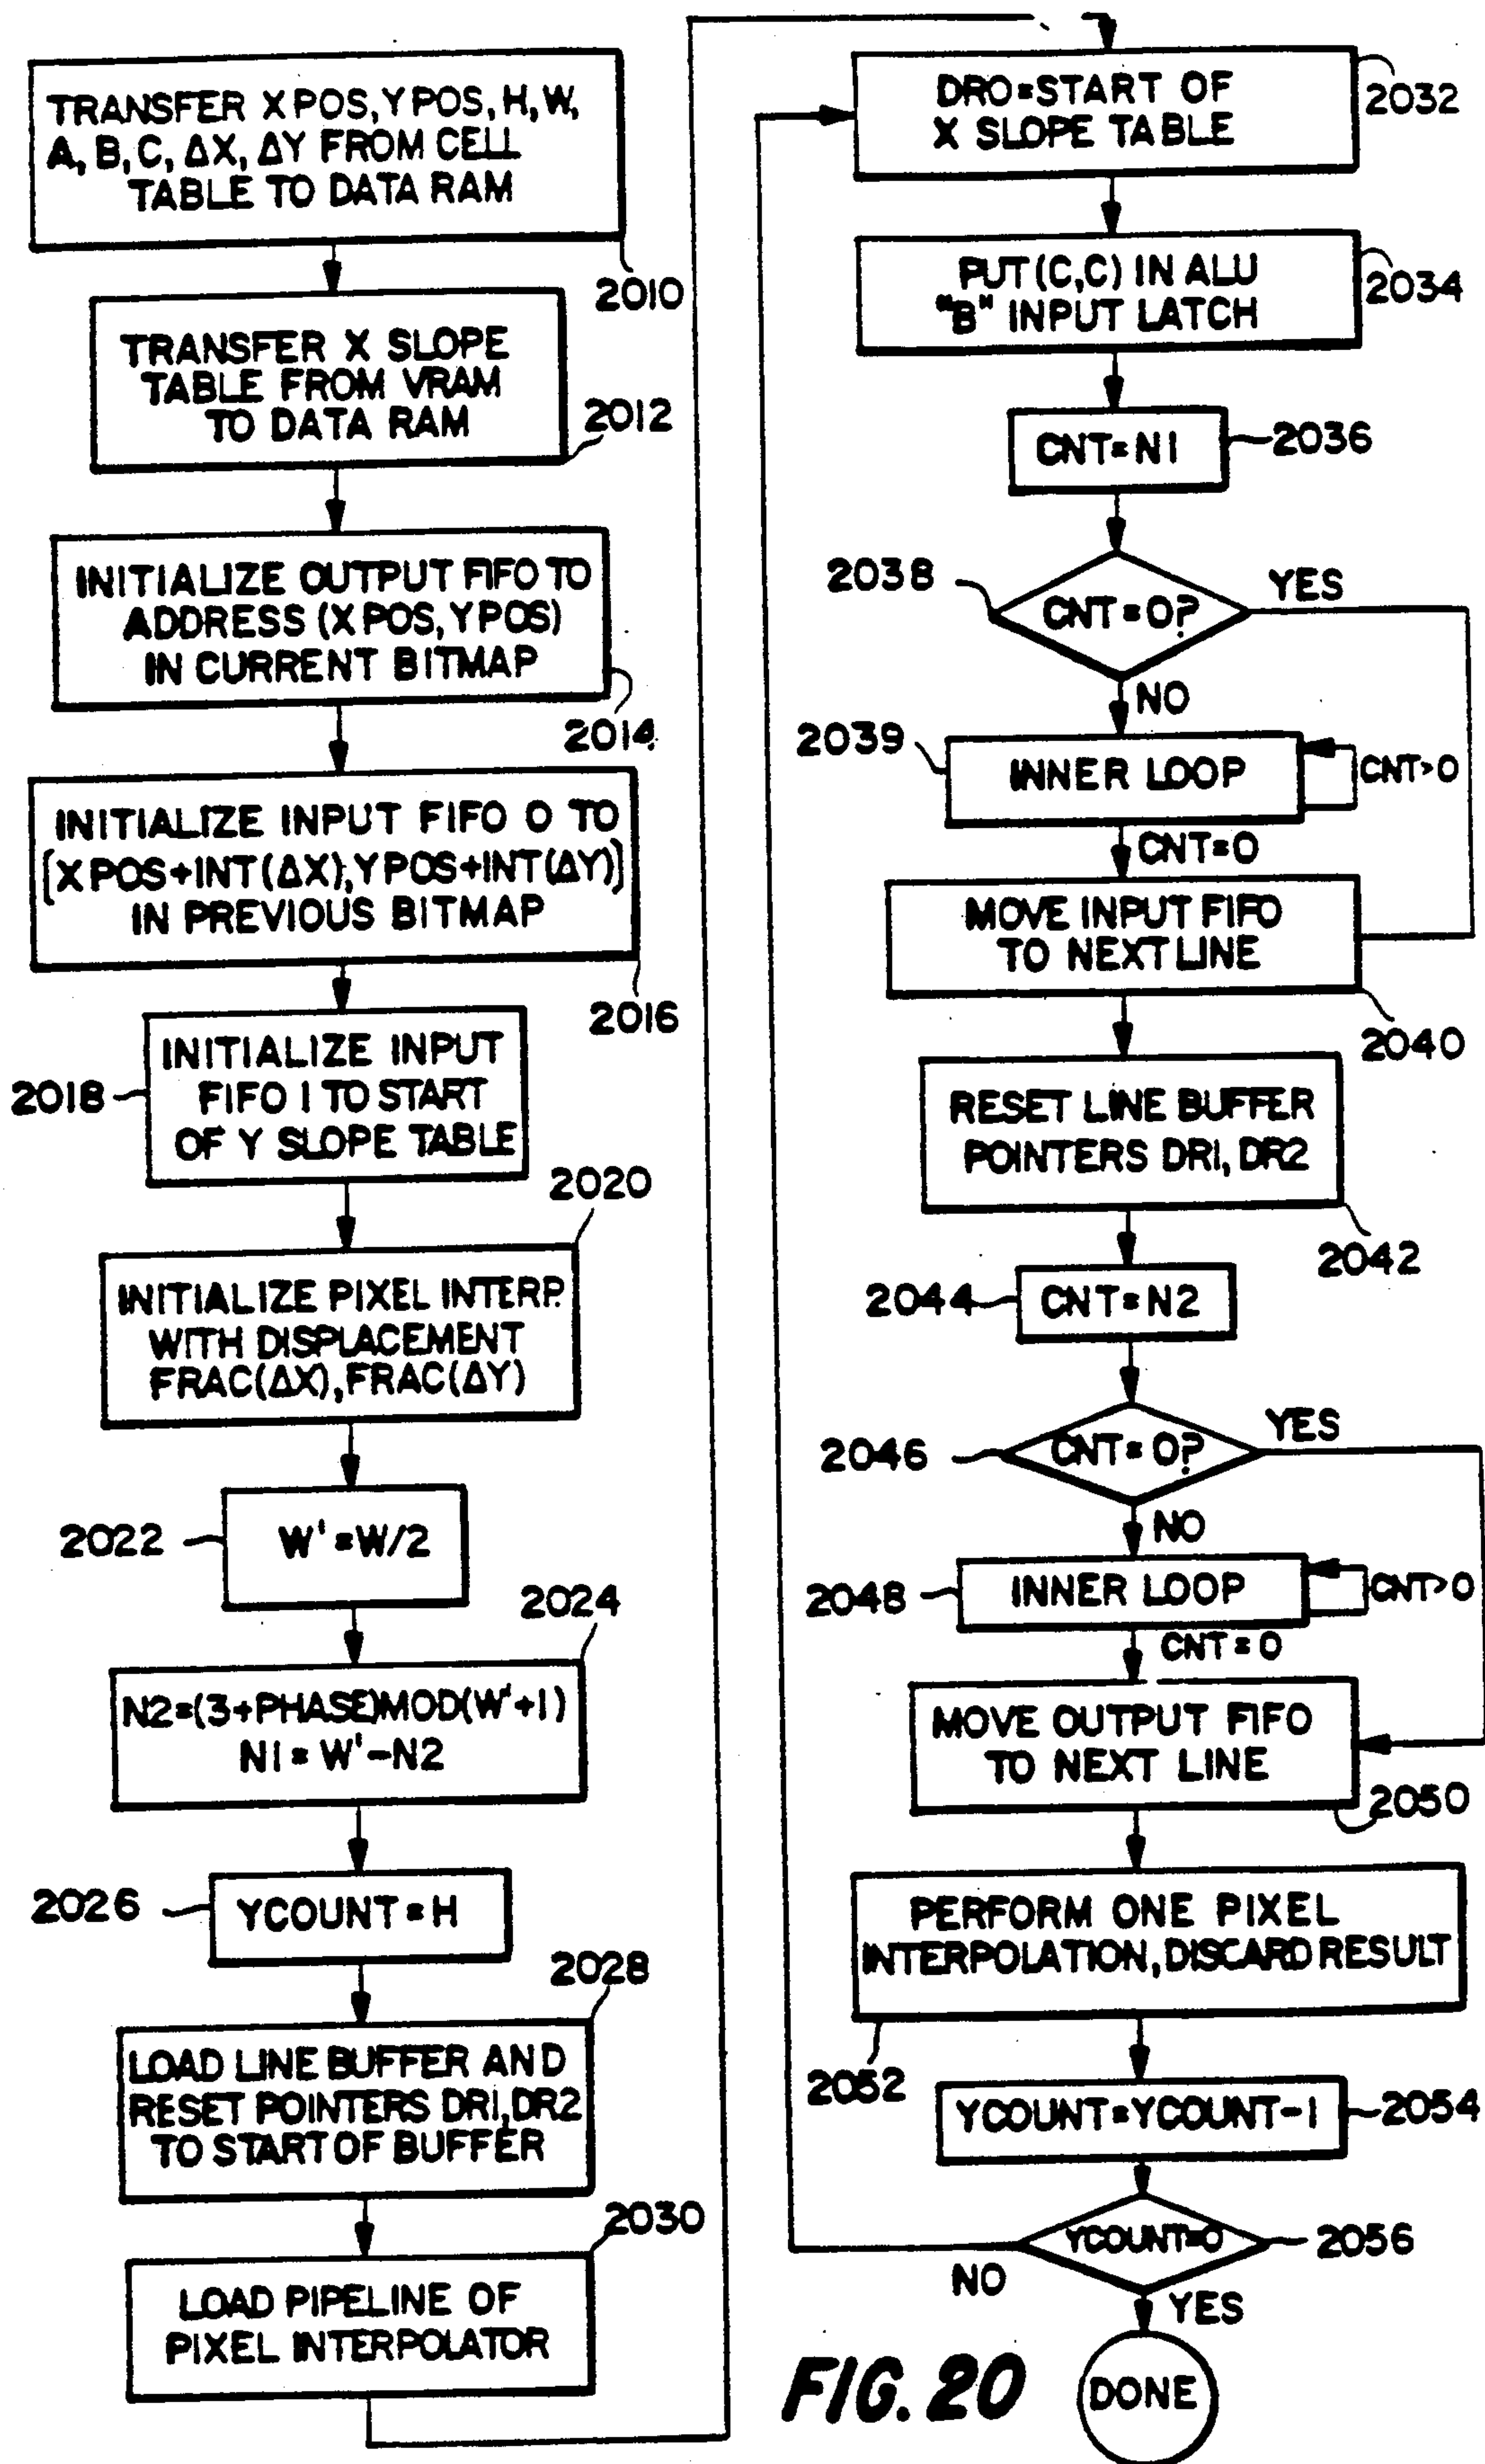 TRANSFER X POS, Y POS, H, W,
A, B, C, ΔX, ΔY FROM CELL
TABLE TO DATA RAM
2010
TRANSFER X SLOPE
TABLE FROM VRAM
TO DATA RAM
2012
INITIALIZE OUTPUT FIFO TO
ADDRESS (X POS, Y POS)
IN CURRENT BITMAP
2014
INITIALIZE INPUT FIFO 0 TO
[X POS+INT(ΔX), Y POS+INT(ΔY)]
IN PREVIOUS BITMAP
2016
2018
INITIALIZE INPUT
FIFO 1 TO START
OF Y SLOPE TABLE
2020
INITIALIZE PIXEL INTERP.
WITH DISPLACEMENT
FRAC(ΔX), FRAC(ΔY)
2022
W' = W/2
2024
N2=(3+PHASE)MOD(W'+1)
N1 = W'-N2
2026
YCOUNT = H
2028
LOAD LINE BUFFER AND
RESET POINTERS DR1, DR2
TO START OF BUFFER
2030
LOAD PIPELINE OF
PIXEL INTERPOLATOR
DR0=START OF
X SLOPE TABLE
2032
PUT (C,C) IN ALU
"B" INPUT LATCH
2034
CNT=N1
2036
2038
CNT=0?
YES
NO
2039
INNER LOOP
CNT>0
CNT=0
MOVE INPUT FIFO
TO NEXT LINE
2040
RESET LINE BUFFER
POINTERS DR1, DR2
2042
2044
CNT=N2
2046
CNT=0?
YES
NO
2048
INNER LOOP
CNT>0
CNT=0
MOVE OUTPUT FIFO
TO NEXT LINE
2050
PERFORM ONE PIXEL
INTERPOLATION, DISCARD RESULT
2052
YCOUNT=YCOUNT-1
2054
YCOUNT=0
2056
NO
YES
DONE
FIG. 20